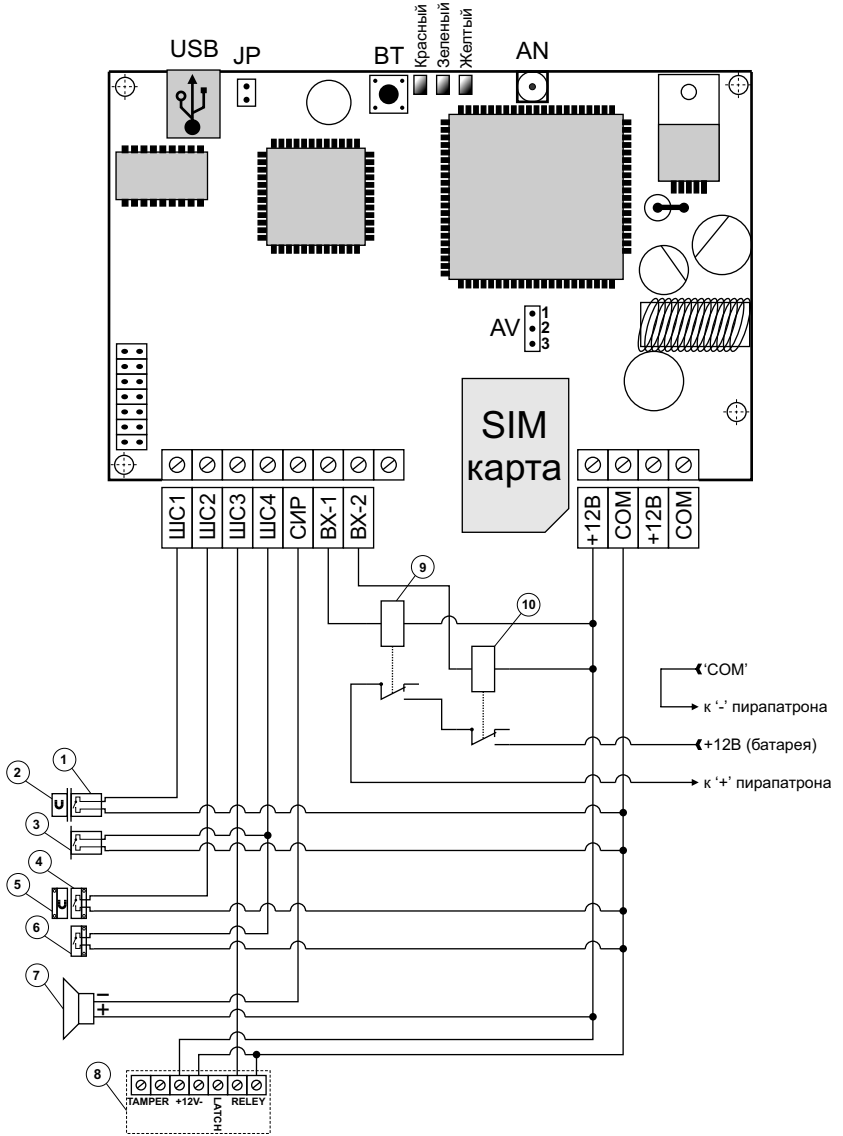 USB
JP
BT
Красный
Зеленый
Желтый
AN
AV
1
2
3
SIM
карта
ШС1
ШС2
ШС3
ШС4
СИР
ВХ-1
ВХ-2
+12В
COM
+12В
COM
9
10
'COM'
к '-' пирапатрона
+12В (батарея)
к '+' пирапатрона
1
2
3
4
5
6
7
−
+
8
TAMPER +12V- LATCH RELEY